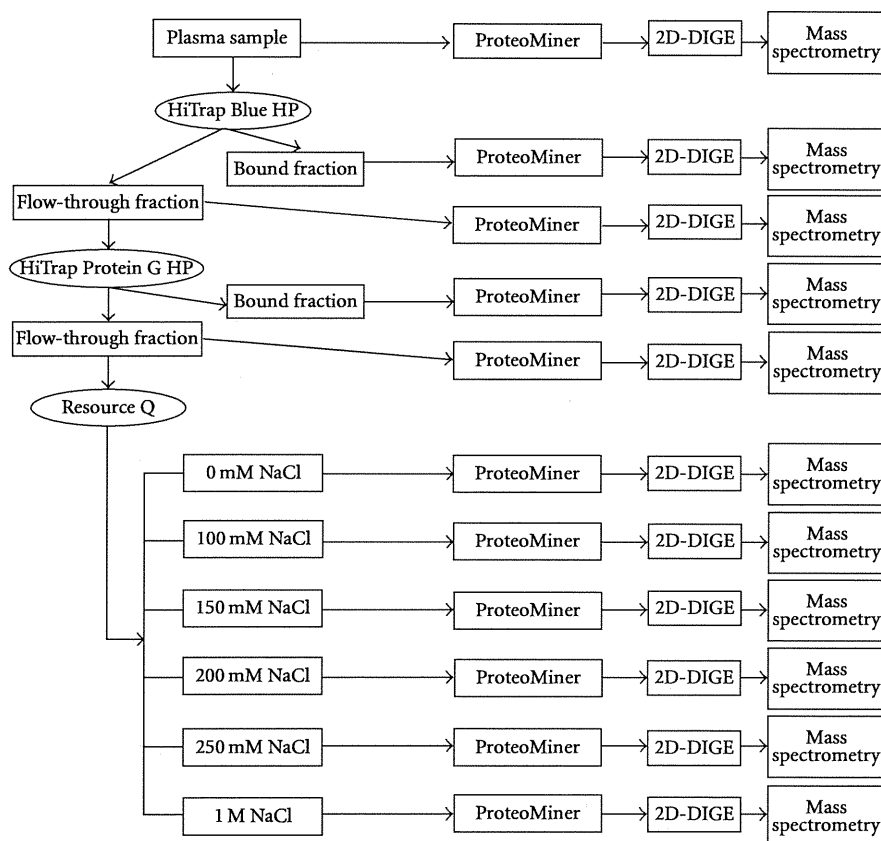 Plasma sample
ProteoMiner
2D-DIGE
Mass
spectrometry
HiTrap Blue HP
Bound fraction
ProteoMiner
2D-DIGE
Mass
spectrometry
Flow-through fraction
ProteoMiner
2D-DIGE
Mass
spectrometry
HiTrap Protein G HP
Bound fraction
ProteoMiner
2D-DIGE
Mass
spectrometry
Flow-through fraction
ProteoMiner
2D-DIGE
Mass
spectrometry
Resource Q
0 mM NaCl
ProteoMiner
2D-DIGE
Mass
spectrometry
100 mM NaCl
ProteoMiner
2D-DIGE
Mass
spectrometry
150 mM NaCl
ProteoMiner
2D-DIGE
Mass
spectrometry
200 mM NaCl
ProteoMiner
2D-DIGE
Mass
spectrometry
250 mM NaCl
ProteoMiner
2D-DIGE
Mass
spectrometry
1 M NaCl
ProteoMiner
2D-DIGE
Mass
spectrometry